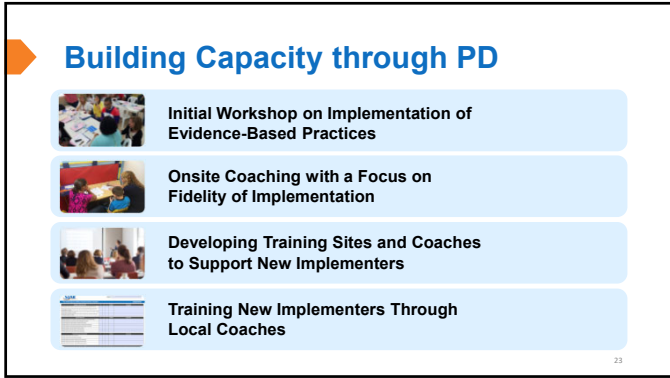 Building Capacity through PD
Initial Workshop on Implementation of
Evidence-Based Practices
Onsite Coaching with a Focus on
Fidelity of Implementation
Developing Training Sites and Coaches
to Support New Implementers
Training New Implementers Through
Local Coaches
23